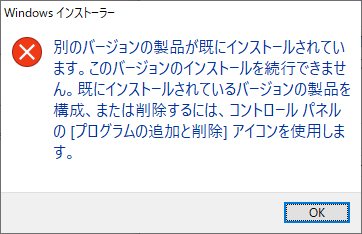 Windows インストーラー
別のバージョンの製品が既にインストールされてい
ます。このバージョンのインストールを続行できませ
ん。既にインストールされているバージョンの製品を
構成、または削除するには、コントロール パネル
の [プログラムの追加と削除] アイコンを使用しま
す。
OK